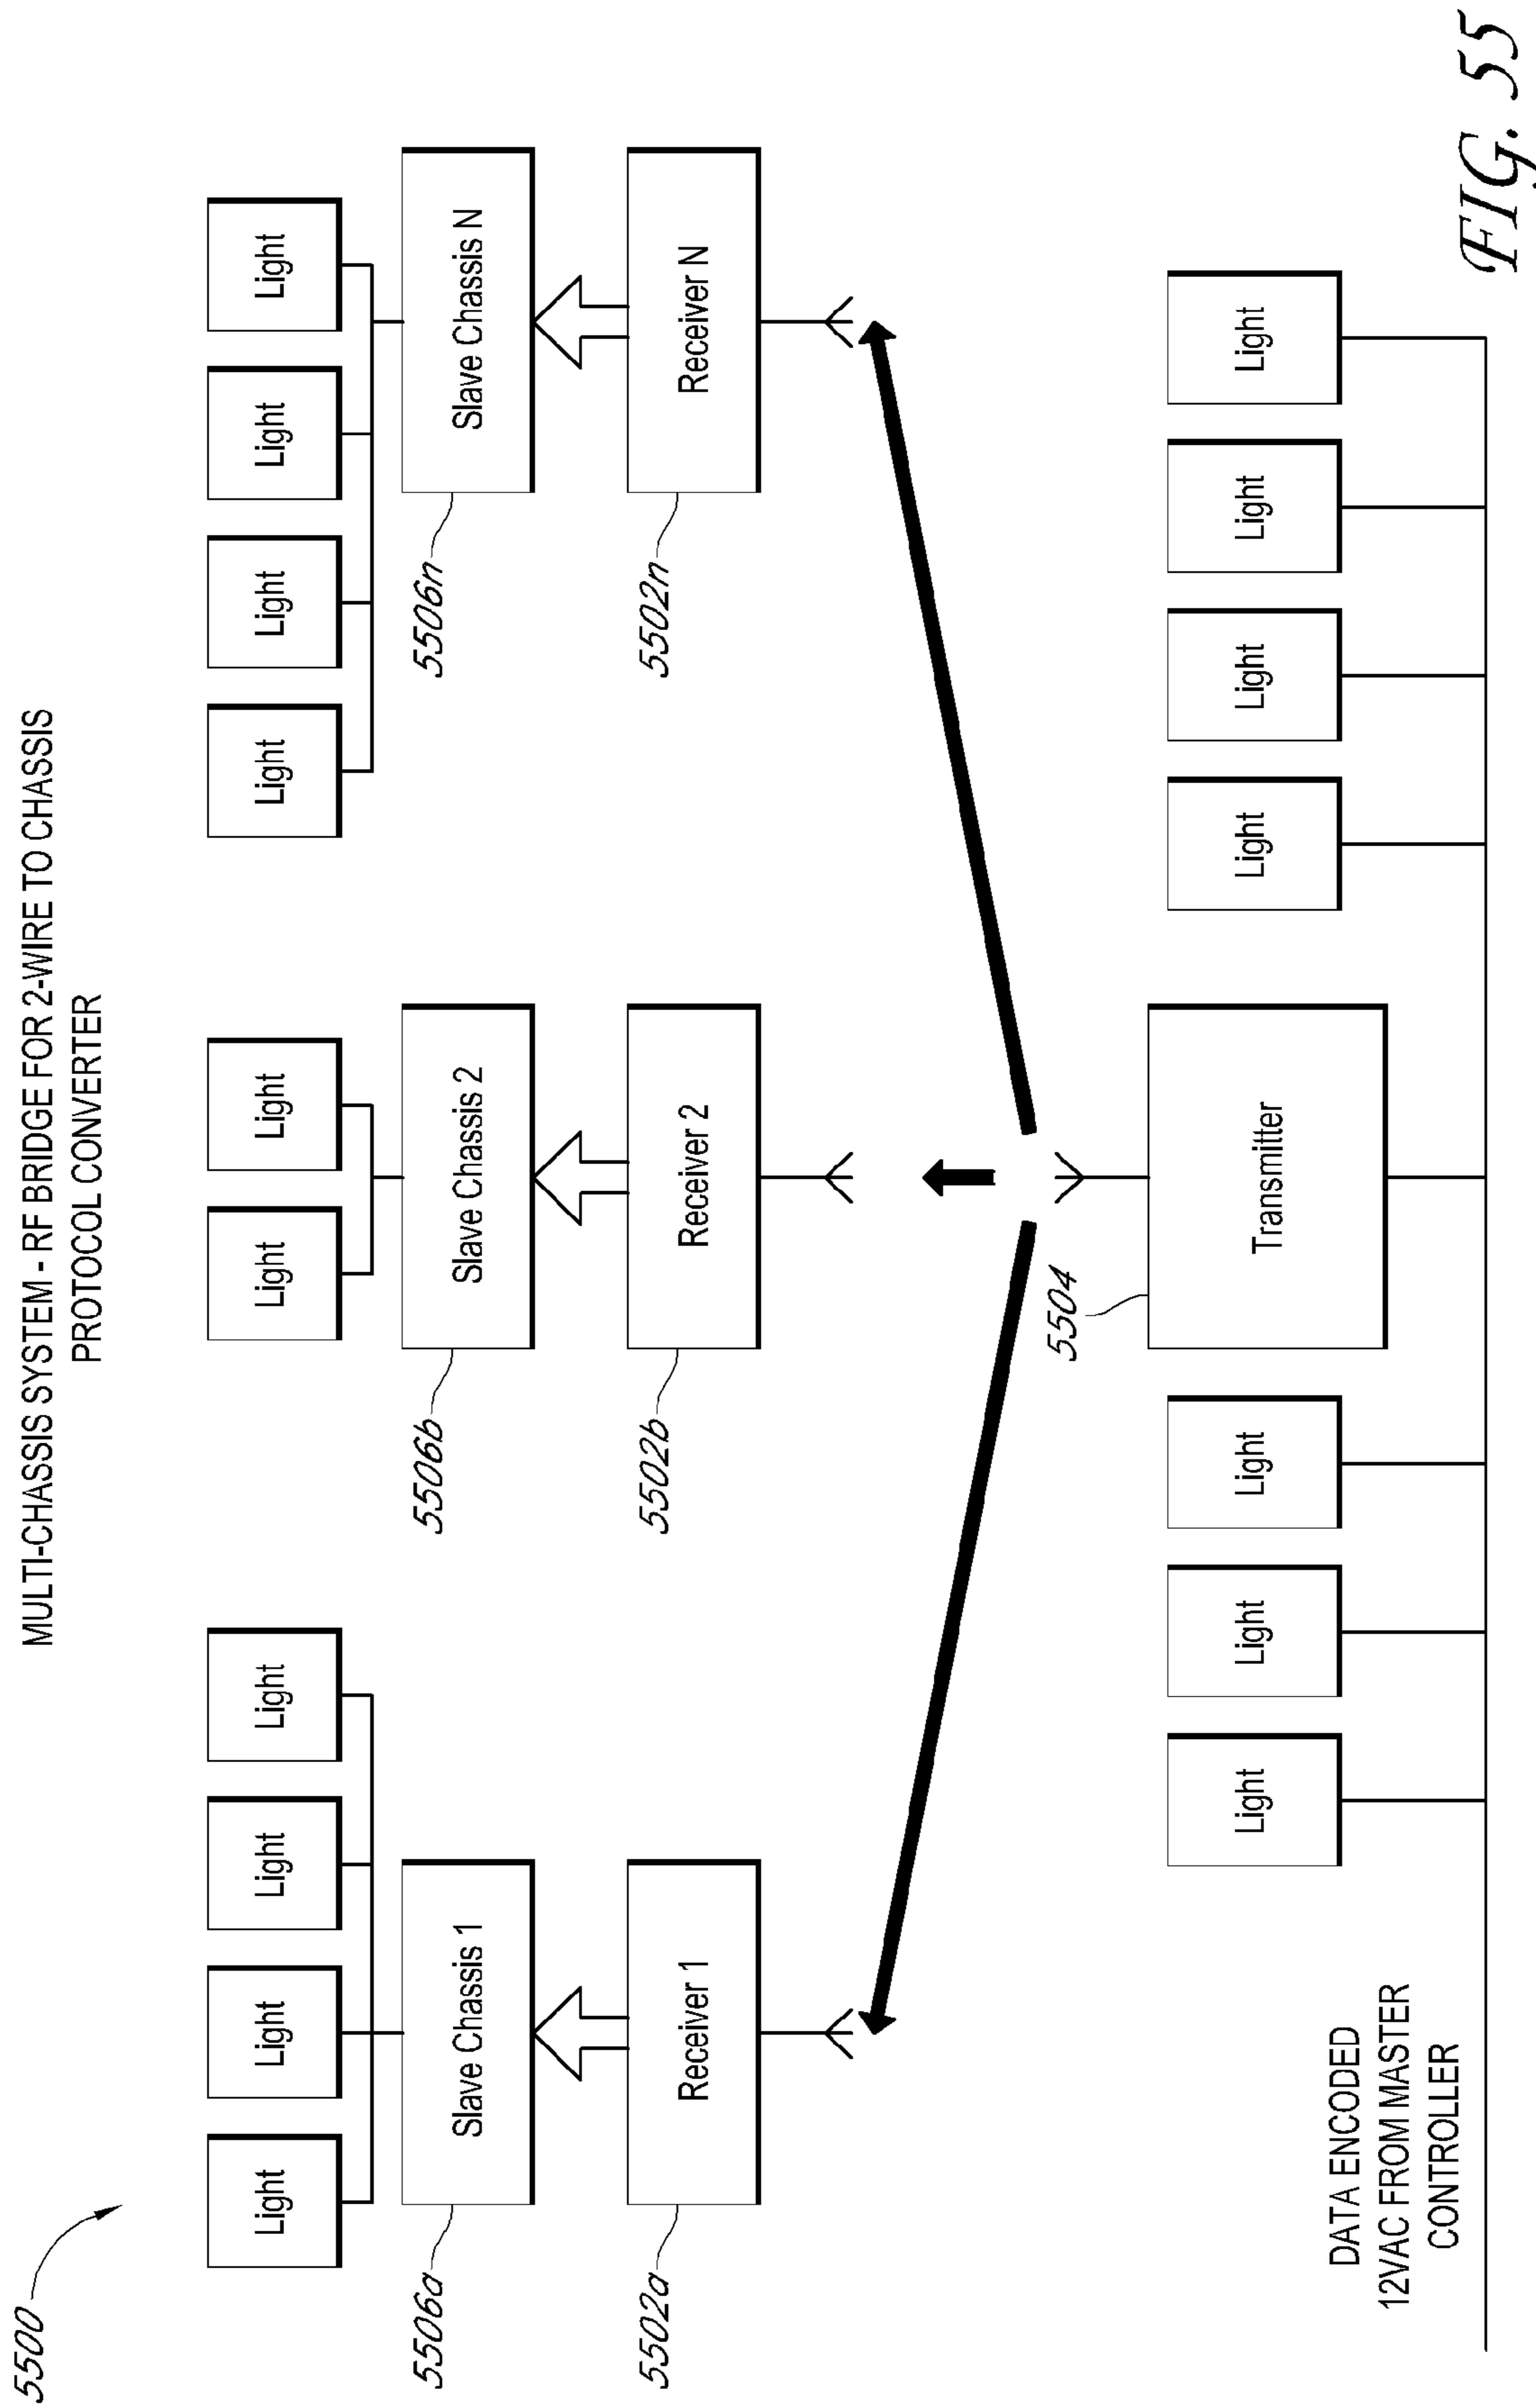 5500
MULTI-CHASSIS SYSTEM - RF BRIDGE FOR 2-WIRE TO CHASSIS
PROTOCOL CONVERTER
Light
Light
Light
Light
Light
Light
Light
Light
Light
Light
5506a
Slave Chassis 1
5506b
Slave Chassis 2
5506n
Slave Chassis N
5502a
Receiver 1
5502b
Receiver 2
5502n
Receiver N
5504
Transmitter
Light
Light
Light
Light
Light
Light
Light
DATA ENCODED
12VAC FROM MASTER
CONTROLLER
FIG. 55